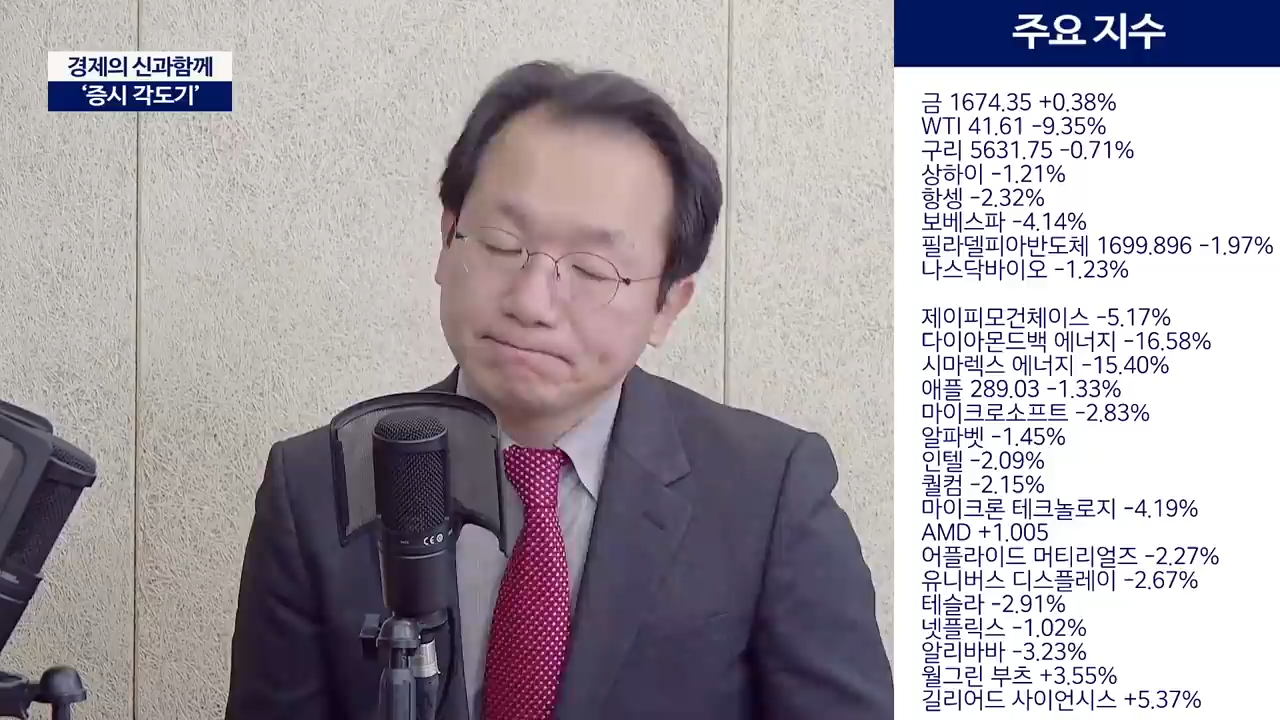 경제의 신과함께
‘증시 각도기’
주요 지수
금 1674.35 +0.38%
WTI 41.61 -9.35%
구리 5631.75 -0.71%
상하이 -1.21%
항셍 -2.32%
보베스파 -4.14%
필라델피아반도체 1699.896 -1.97%
나스닥바이오 -1.23%
제이피모건체이스 -5.17%
다이아몬드백 에너지 -16.58%
시마렉스 에너지 -15.40%
애플 289.03 -1.33%
마이크로소프트 -2.83%
알파벳 -1.45%
인텔 -2.09%
퀄컴 -2.15%
마이크론 테크놀로지 -4.19%
AMD +1.005
어플라이드 머티리얼즈 -2.27%
유니버스 디스플레이 -2.67%
테슬라 -2.91%
넷플릭스 -1.02%
알리바바 -3.23%
월그린 부츠 +3.55%
길리어드 사이언시스 +5.37%
CE